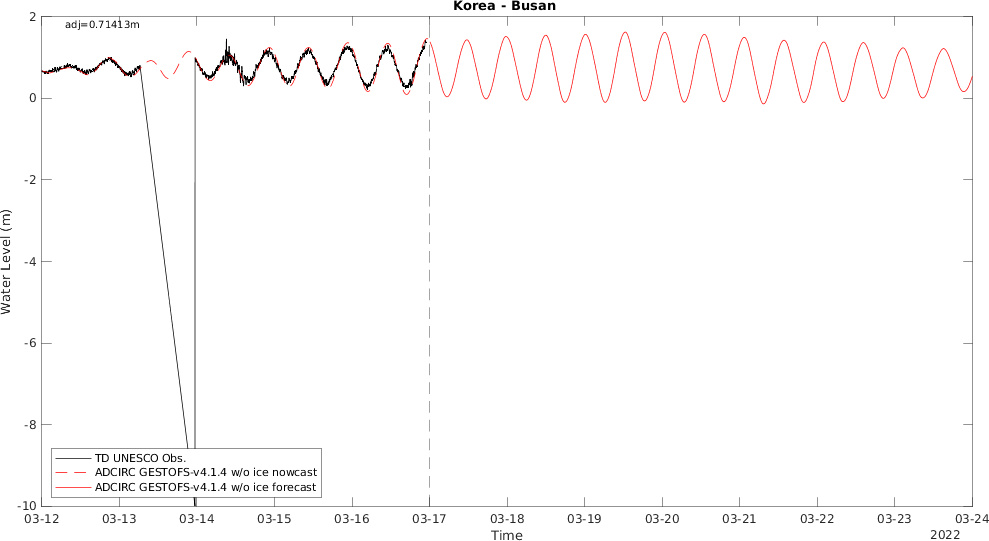 Korea - Busan
adj=0.71413m
2
0
-2
-4
-6
-8
-10
Water Level (m)
TD UNESCO Obs.
ADCIRC GESTOFS-v4.1.4 w/o ice nowcast
ADCIRC GESTOFS-v4.1.4 w/o ice forecast
03-12 03-13 03-14 03-15 03-16 03-17 03-18 03-19 03-20 03-21 03-22 03-23 03-24
Time
2022